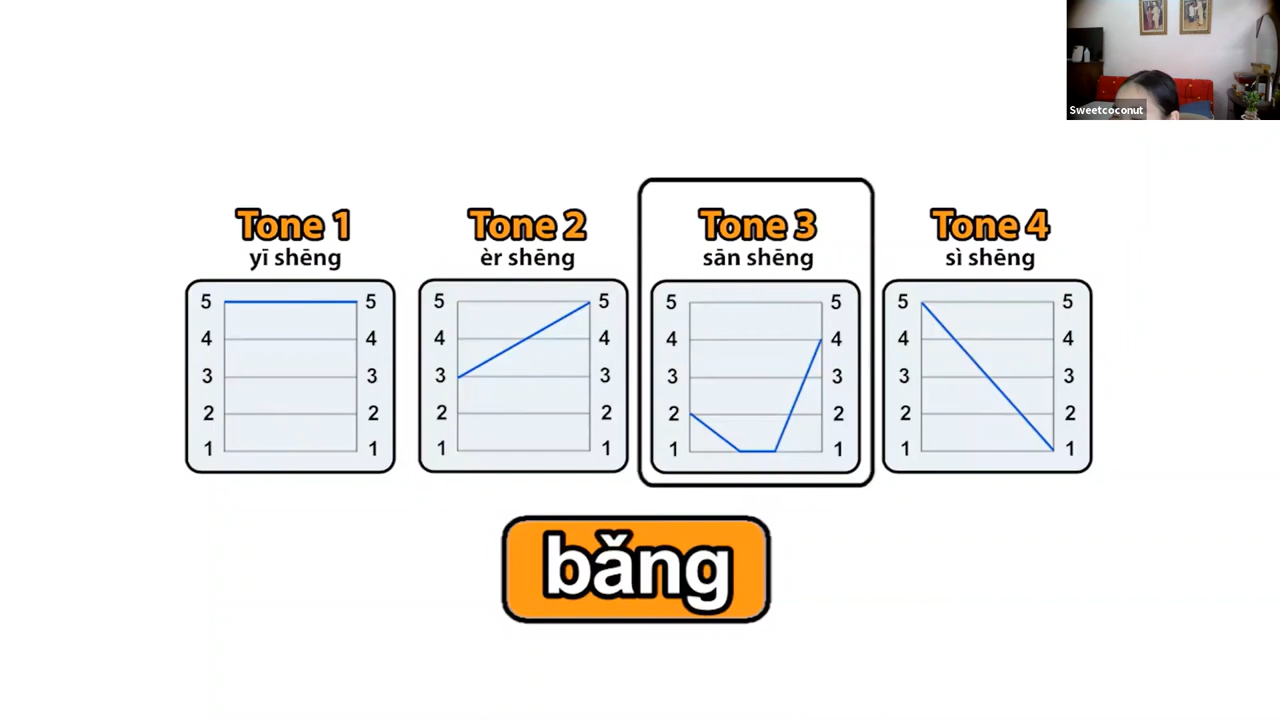 Sweetcoconut
Tone 1 Tone 2 Tone 3 Tone 4
yī shēng èr shēng sān shēng sì shēng
5 5 5 5 5 5 5 5
4 4 4 4 4 4 4 4
3 3 3 3 3 3 3 3
2 2 2 2 2 2 2 2
1 1 1 1 1 1 1 1
bǎng